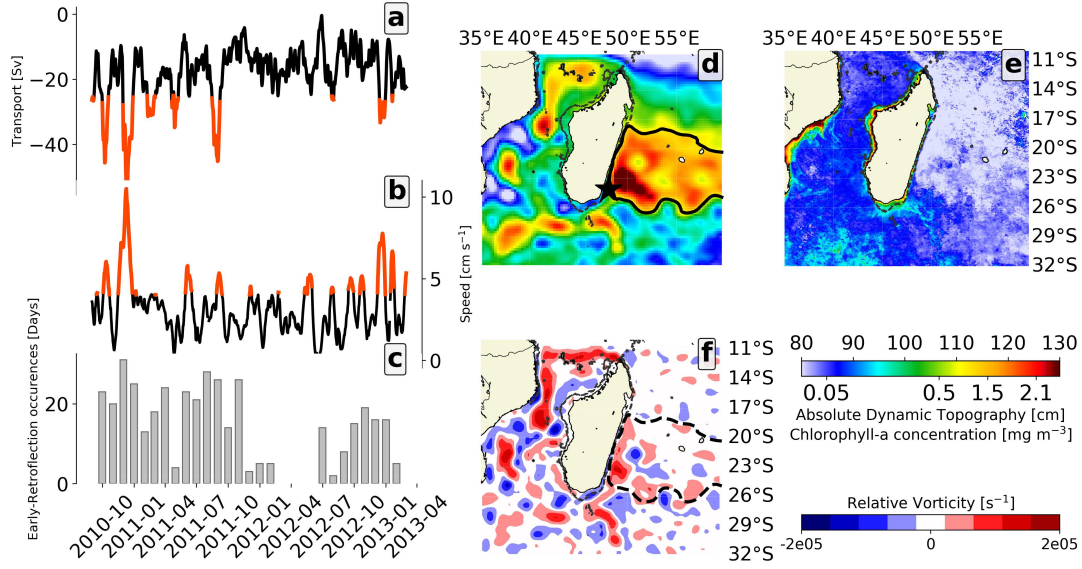 a
0
−20
−40
Transport [Sv]
b
10
5
0
Speed [cm s⁻¹]
c
20
0
Early-Retroflection occurences [Days]
2010-10
2011-01
2011-04
2011-07
2011-10
2012-01
2012-04
2012-07
2012-10
2013-01
2013-04
35°E 40°E 45°E 50°E 55°E
d
35°E 40°E 45°E 50°E 55°E
e
11°S
14°S
17°S
20°S
23°S
26°S
29°S
32°S
f
11°S
14°S
17°S
20°S
23°S
26°S
29°S
32°S
80 90 100 110 120 130
0.05 0.5 1.5 2.1
Absolute Dynamic Topography [cm]
Chlorophyll-a concentration [mg m⁻³]
Relative Vorticity [s⁻¹]
-2e05 0 2e05